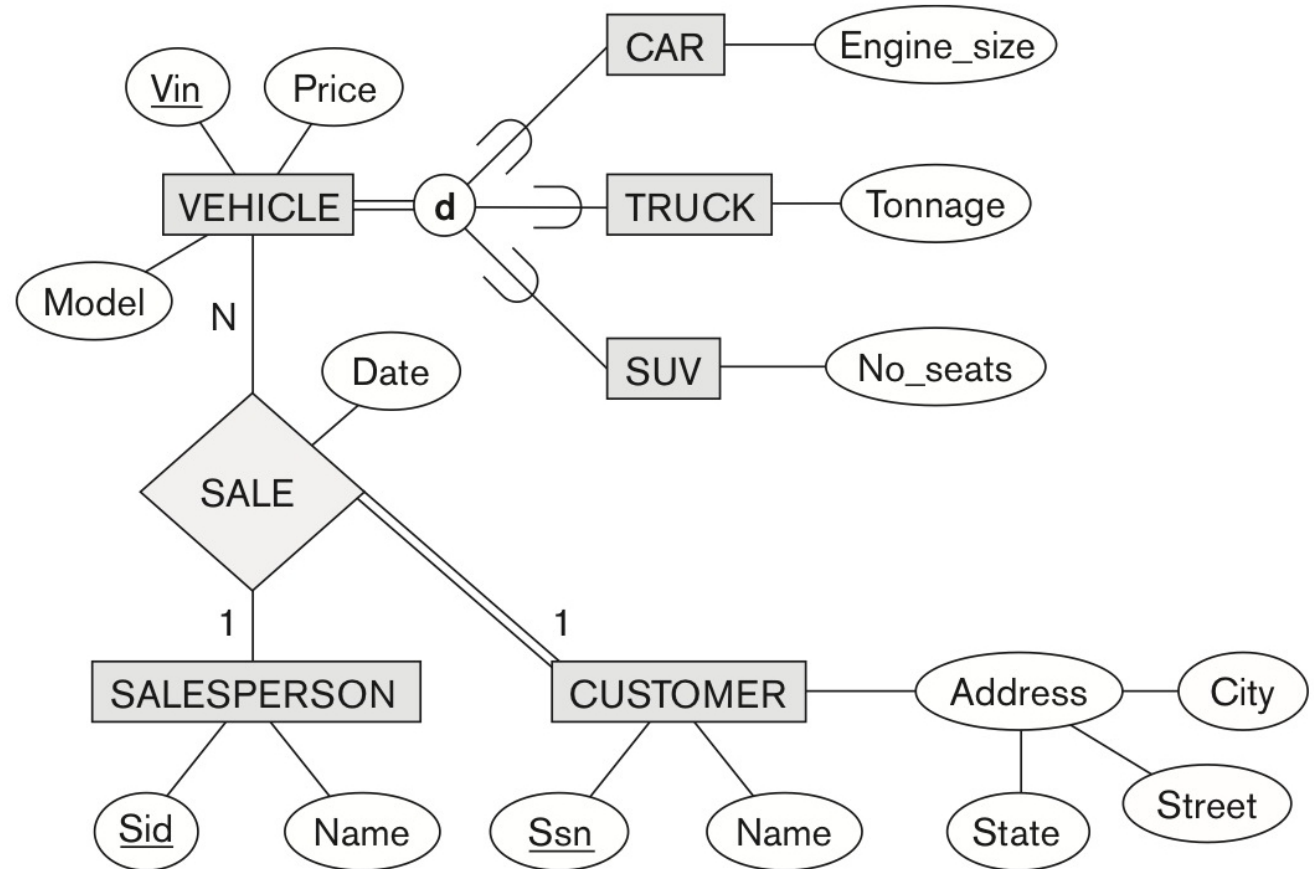 CAR
Engine_size
Vin
Price
VEHICLE
d
TRUCK
Tonnage
Model
N
Date
SUV
No_seats
SALE
1
1
SALESPERSON
CUSTOMER
Address
City
Sid
Name
Ssn
Name
State
Street